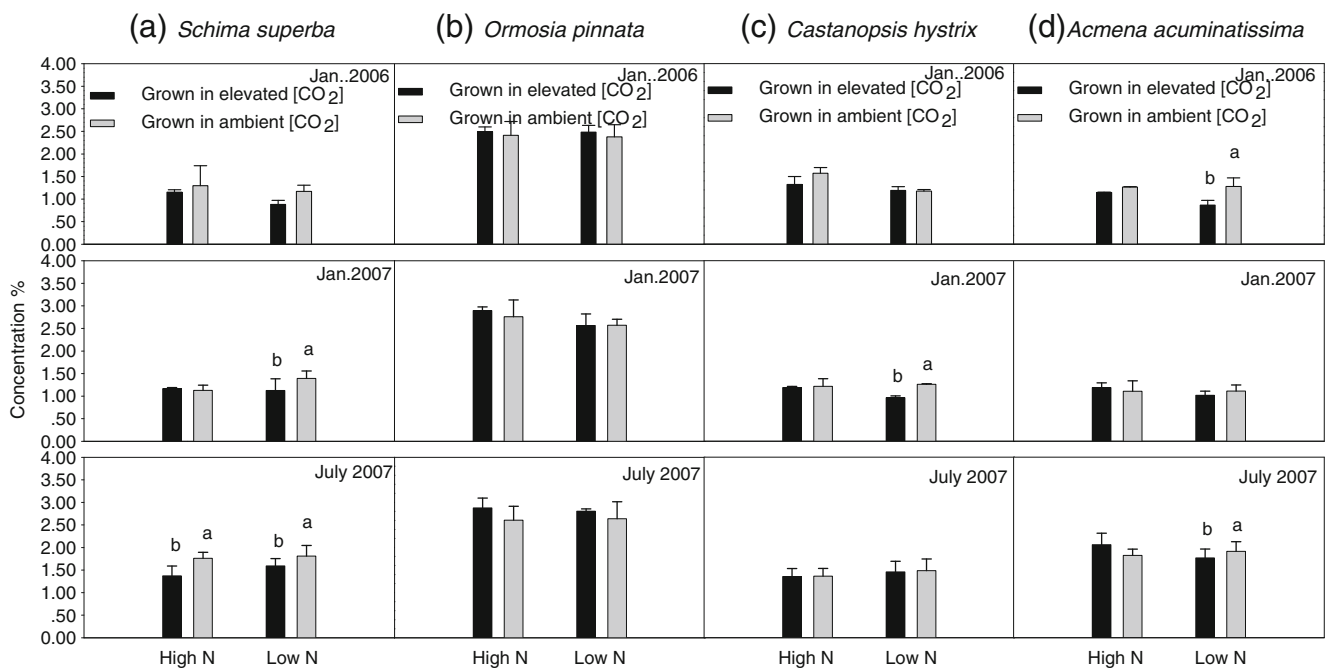 (a) Schima superba (b) Ormosia pinnata (c) Castanopsis hystrix (d) Acmena acuminatissima
4.00 Jan..2006 Jan..2006 Jan..2006 Jan..2006
3.50 Grown in elevated [CO2] Grown in elevated [CO2] Grown in elevated [CO2] Grown in elevated [CO2]
3.00
2.50 Grown in ambient [CO2] Grown in ambient [CO2] Grown in ambient [CO2] Grown in ambient [CO2]
2.00 a
1.50 b
1.00
.50
0.00
Concentration %
4.00 Jan.2007 Jan.2007 Jan.2007 Jan.2007
3.50
3.00
2.50
2.00 b a
1.50 b a
1.00
.50
0.00
4.00 July 2007 July 2007 July 2007 July 2007
3.50
3.00
2.50 b a b a b a
2.00
1.50
1.00
.50
0.00
High N Low N High N Low N High N Low N High N Low N